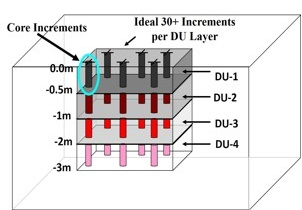 Ideal 30+ Increments
per DU Layer
Core Increments
0.0m
DU-1
-0.5m
DU-2
-1m
DU-3
-2m
DU-4
-3m